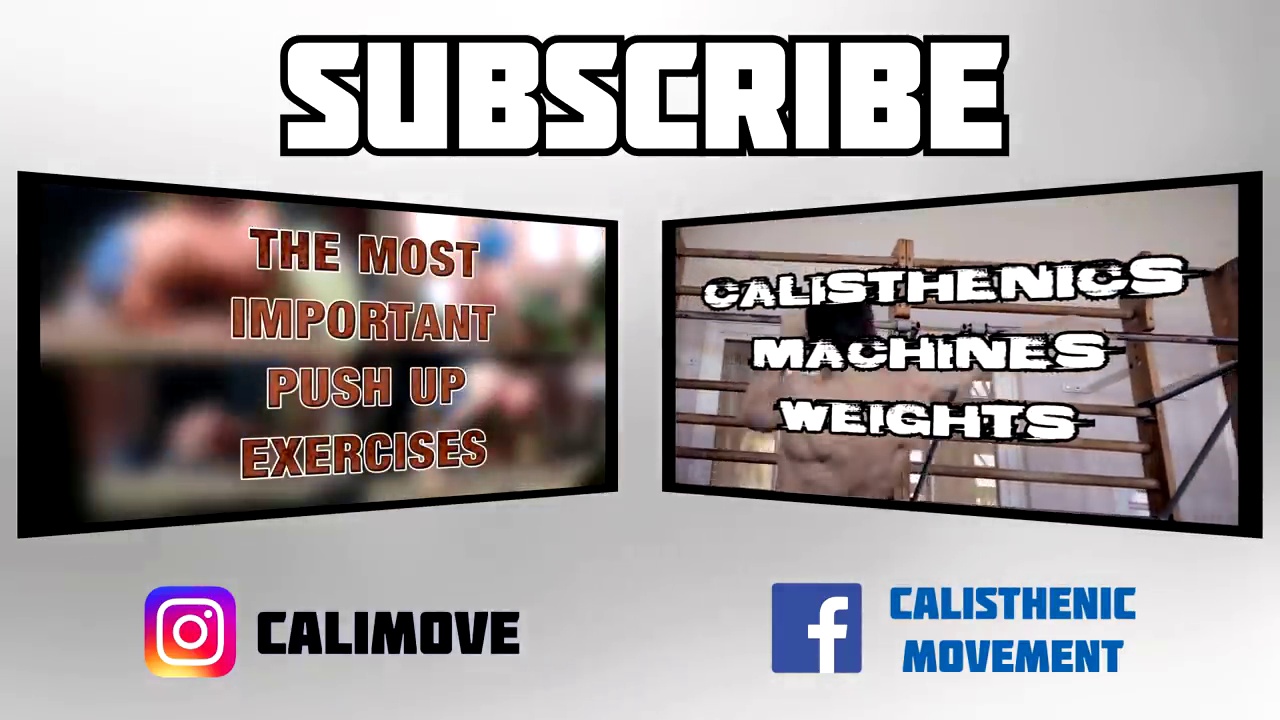 SUBSCRIBE
THE MOST
IMPORTANT
PUSH UP
EXERCISES
CALISTHENICS
MACHINES
WEIGHTS
CALIMOVE
CALISTHENIC
MOVEMENT